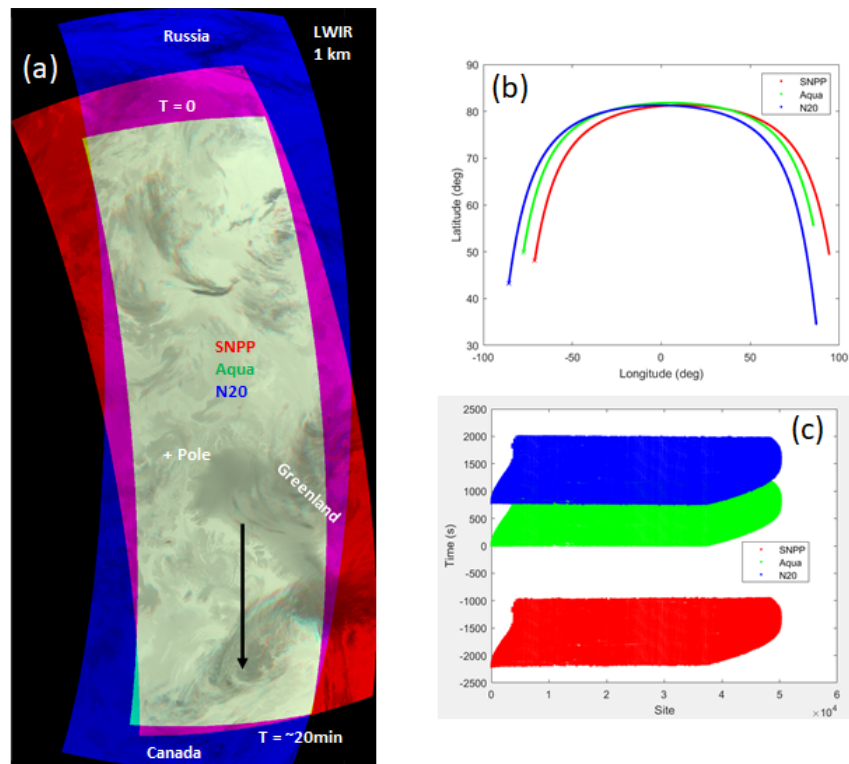 (a)
Russia
LWIR
1 km
T = 0
SNPP
Aqua
N20
+ Pole
Greenland
T = ~20min
Canada
(b)
90
80
70
60
50
40
30
-100
-50
0
50
100
Latitude (deg)
Longitude (deg)
SNPP
Aqua
N20
(c)
2500
2000
1500
1000
500
0
-500
-1000
-1500
-2000
-2500
0
1
2
3
4
5
6
×10⁴
Time (s)
Site
SNPP
Aqua
N20